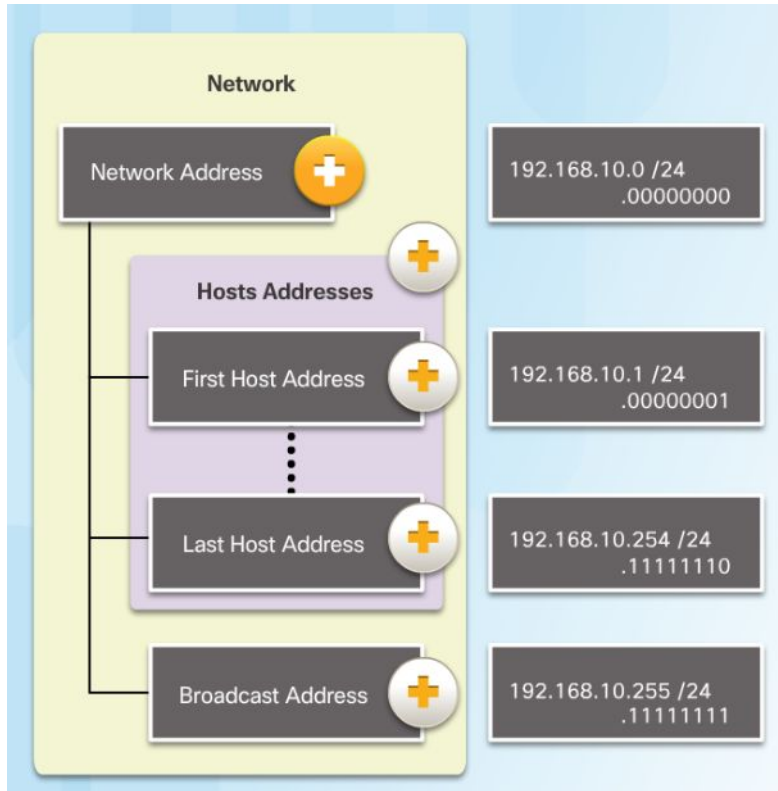 Network
Network Address
192.168.10.0 /24
.00000000
Hosts Addresses
First Host Address
192.168.10.1 /24
.00000001
Last Host Address
192.168.10.254 /24
.11111110
Broadcast Address
192.168.10.255 /24
.11111111